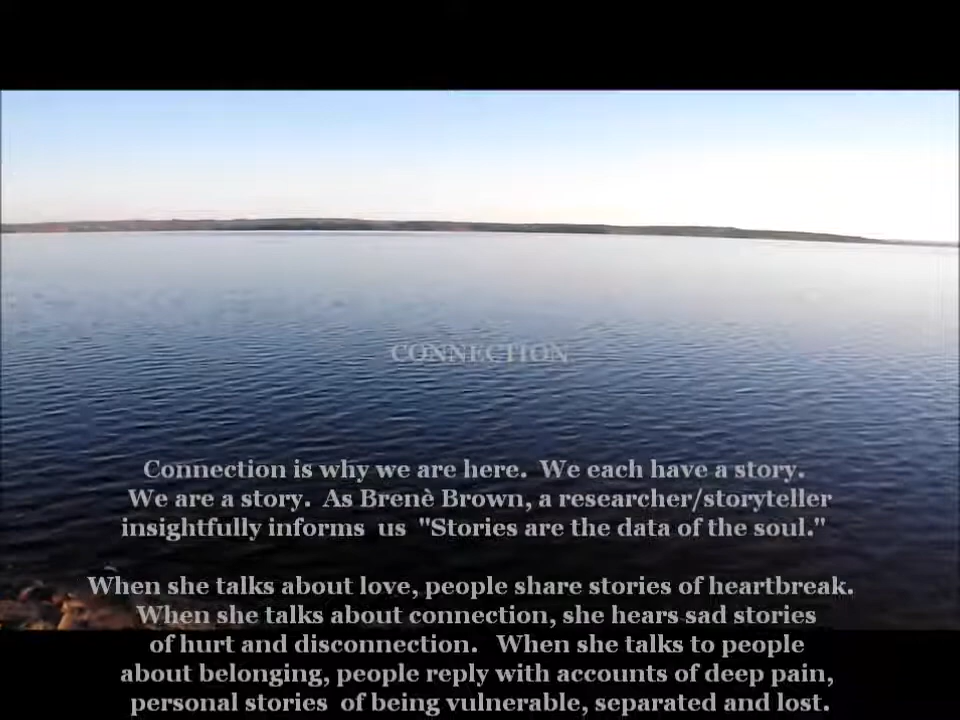 CONNECTION
Connection is why we are here. We each have a story.
We are a story. As Brenè Brown, a researcher/storyteller
insightfully informs us "Stories are the data of the soul."
When she talks about love, people share stories of heartbreak.
When she talks about connection, she hears sad stories
of hurt and disconnection. When she talks to people
about belonging, people reply with accounts of deep pain,
personal stories of being vulnerable, separated and lost.